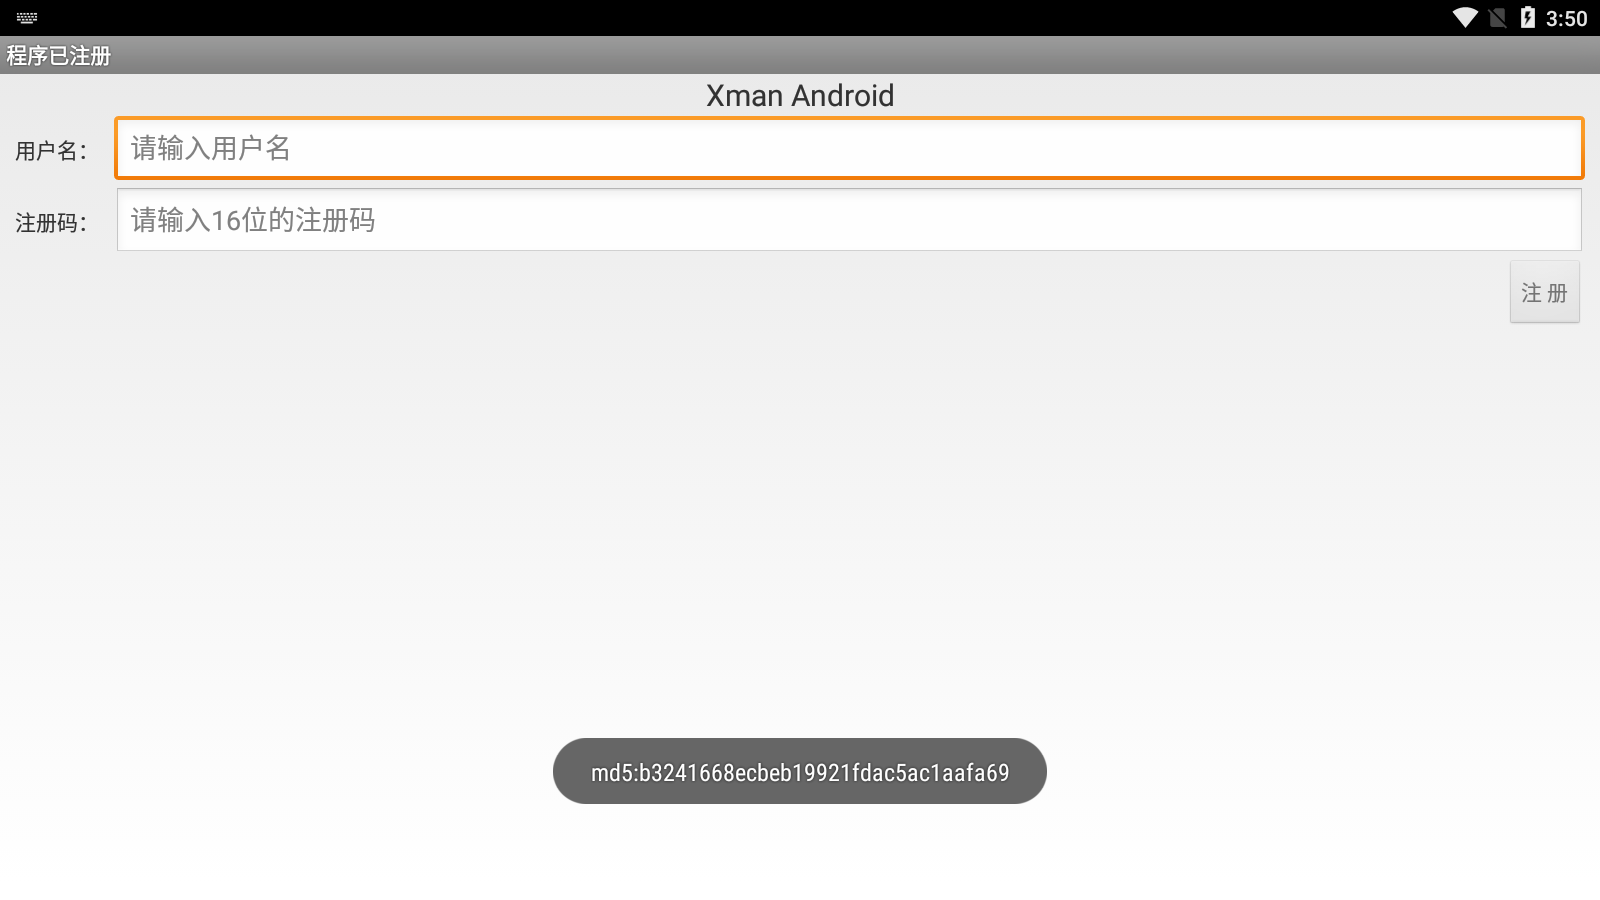 3:50
程序已注册
Xman Android
用户名：
请输入用户名
注册码：
请输入16位的注册码
注 册
md5:b3241668ecbeb19921fdac5ac1aafa69